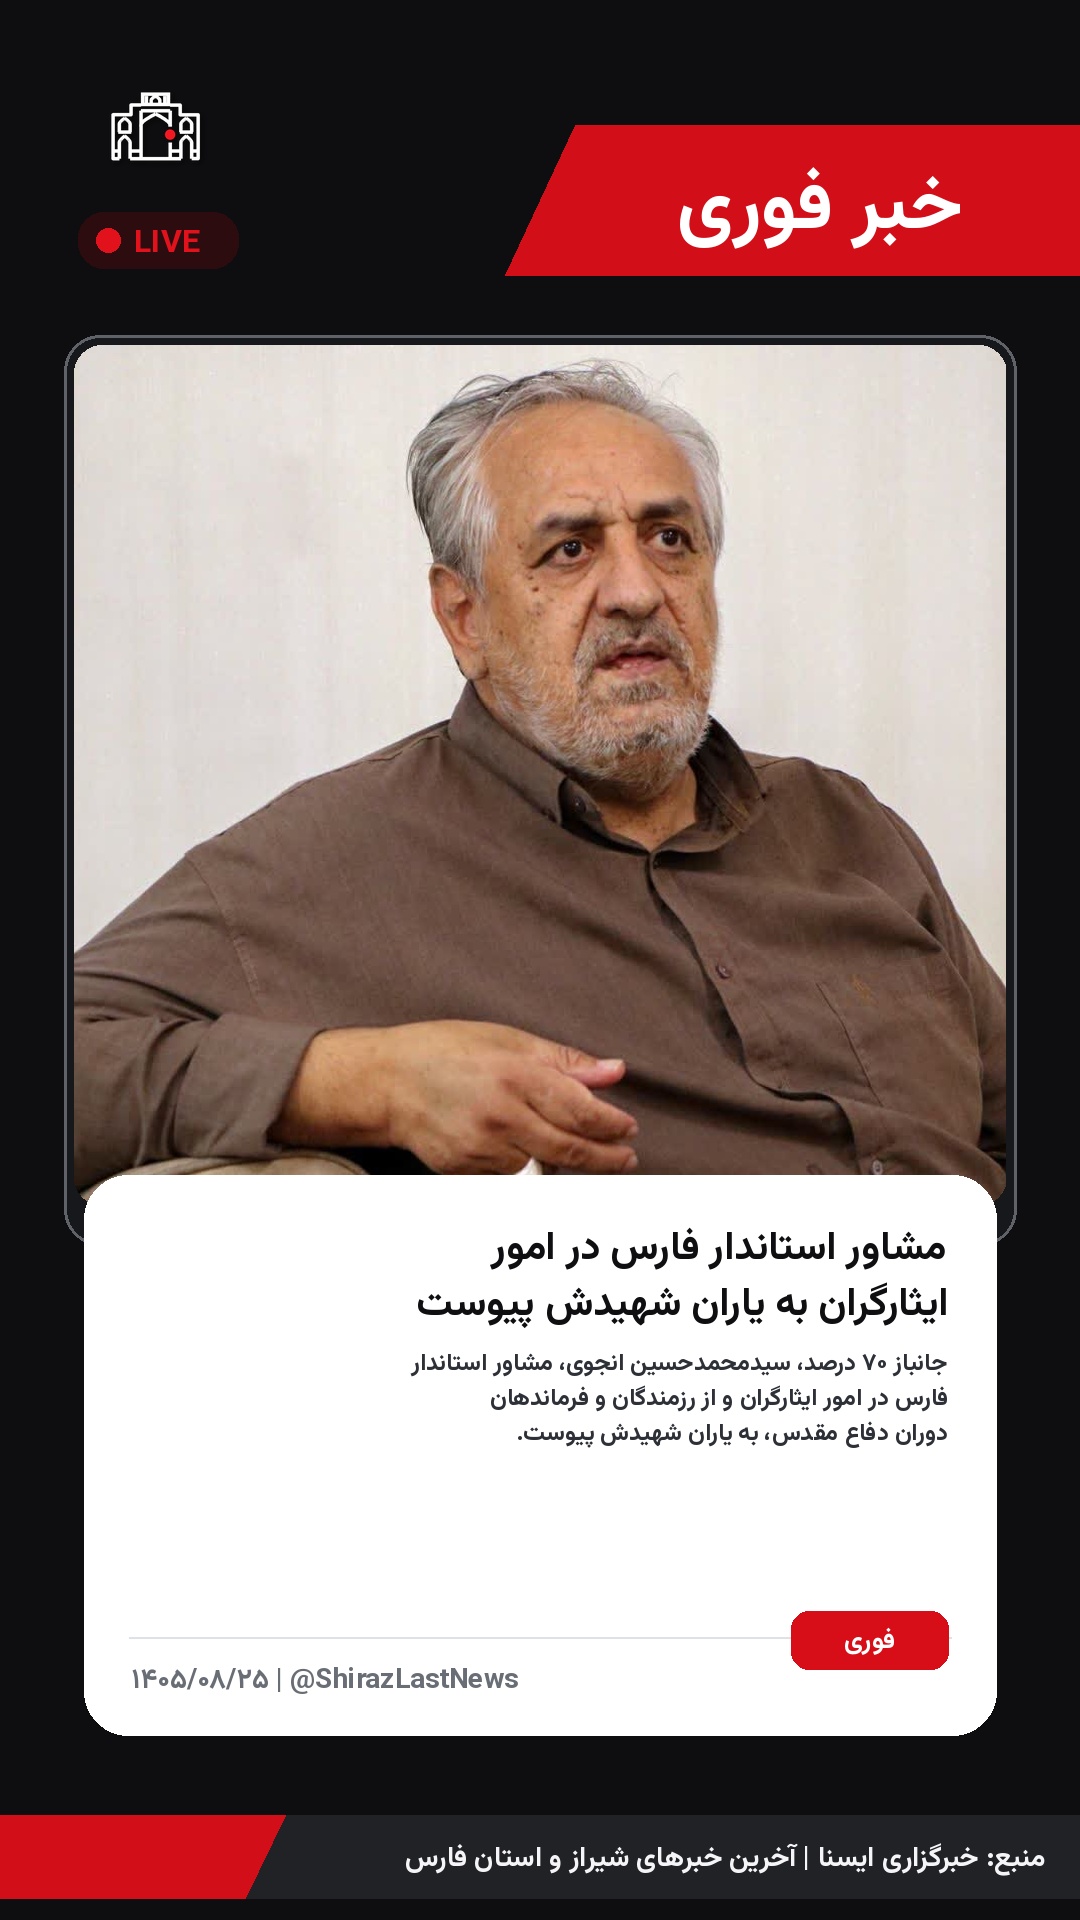 خبر فوری
LIVE
مشاور استاندار فارس در امور
ایثارگران به یاران شهیدش پیوست
جانباز ۷۰ درصد، سیدمحمدحسین انجوی، مشاور استاندار
فارس در امور ایثارگران و از رزمندگان و فرماندهان
دوران دفاع مقدس، به یاران شهیدش پیوست.
فوری
۱۴۰۵/۰۸/۲۵ | @ShirazLastNews
منبع: خبرگزاری ایسنا | آخرین خبرهای شیراز و استان فارس